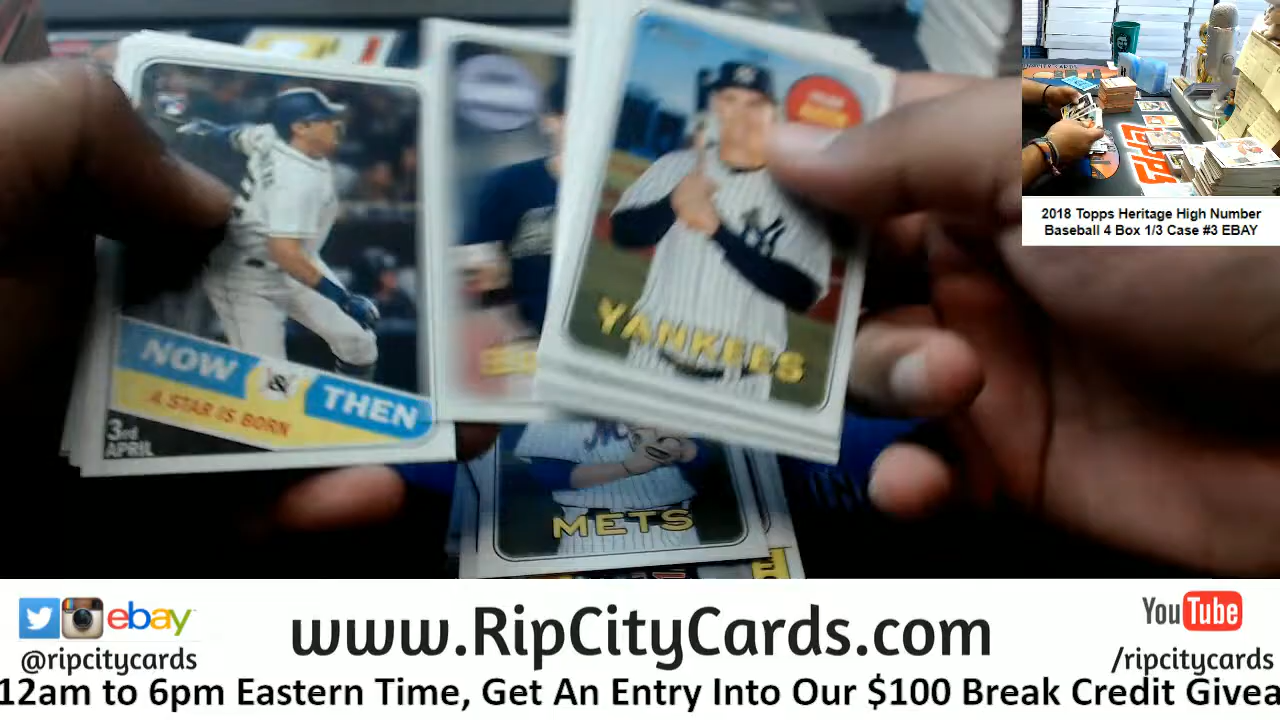 NOW & THEN
A STAR IS BORN
3rd
APRIL
YANKEES
METS
TOPPS
2018 Topps Heritage High Number
Baseball 4 Box 1/3 Case #3 EBAY
ebay
@ripcitycards
www.RipCityCards.com
YouTube
/ripcitycards
12am to 6pm Eastern Time, Get An Entry Into Our $100 Break Credit Givea